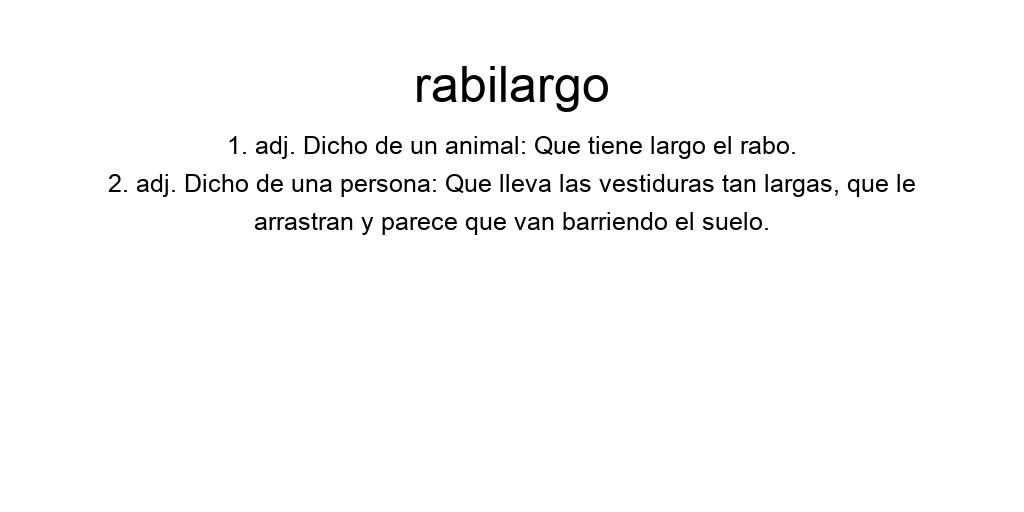 rabilargo
1. adj. Dicho de un animal: Que tiene largo el rabo.
2. adj. Dicho de una persona: Que lleva las vestiduras tan largas, que le
arrastran y parece que van barriendo el suelo.